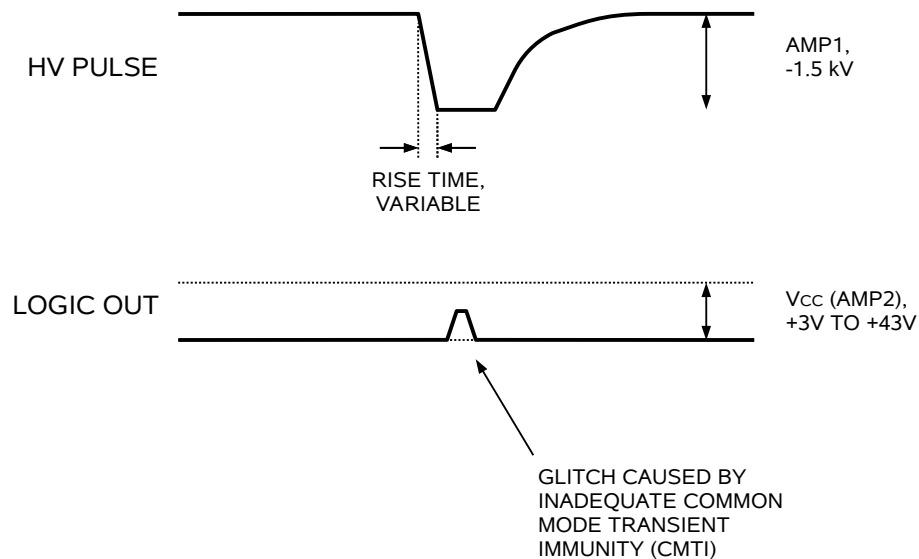 HV PULSE
AMP1,
-1.5 kV
RISE TIME,
VARIABLE
LOGIC OUT
VCC (AMP2),
+3V TO +43V
GLITCH CAUSED BY
INADEQUATE COMMON
MODE TRANSIENT
IMMUNITY (CMTI)